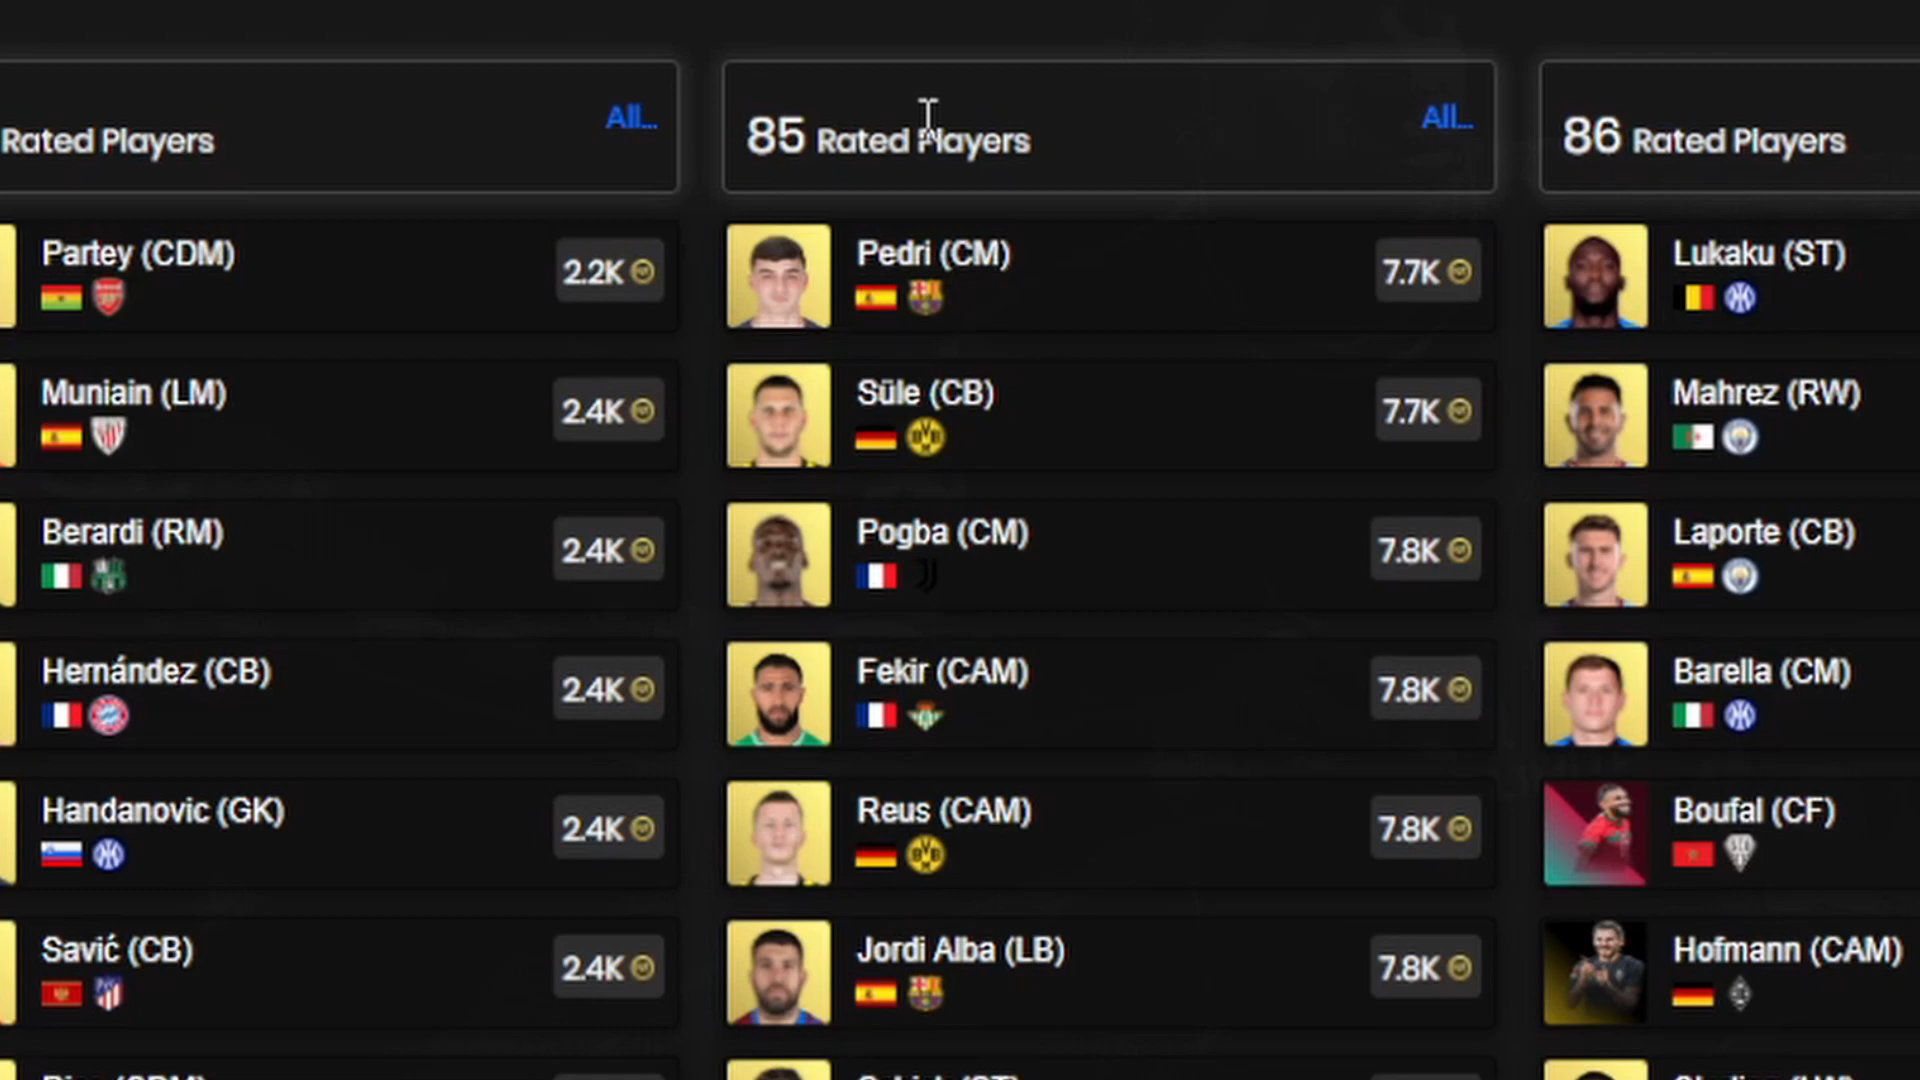 Rated Players
All...
Partey (CDM)
2.2K
Muniain (LM)
2.4K
Berardi (RM)
2.4K
Hernández (CB)
2.4K
Handanovic (GK)
2.4K
Savić (CB)
2.4K
85 Rated Players
All...
Pedri (CM)
7.7K
Süle (CB)
7.7K
Pogba (CM)
7.8K
Fekir (CAM)
7.8K
Reus (CAM)
7.8K
Jordi Alba (LB)
7.8K
86 Rated Players
Lukaku (ST)
Mahrez (RW)
Laporte (CB)
Barella (CM)
Boufal (CF)
Hofmann (CAM)